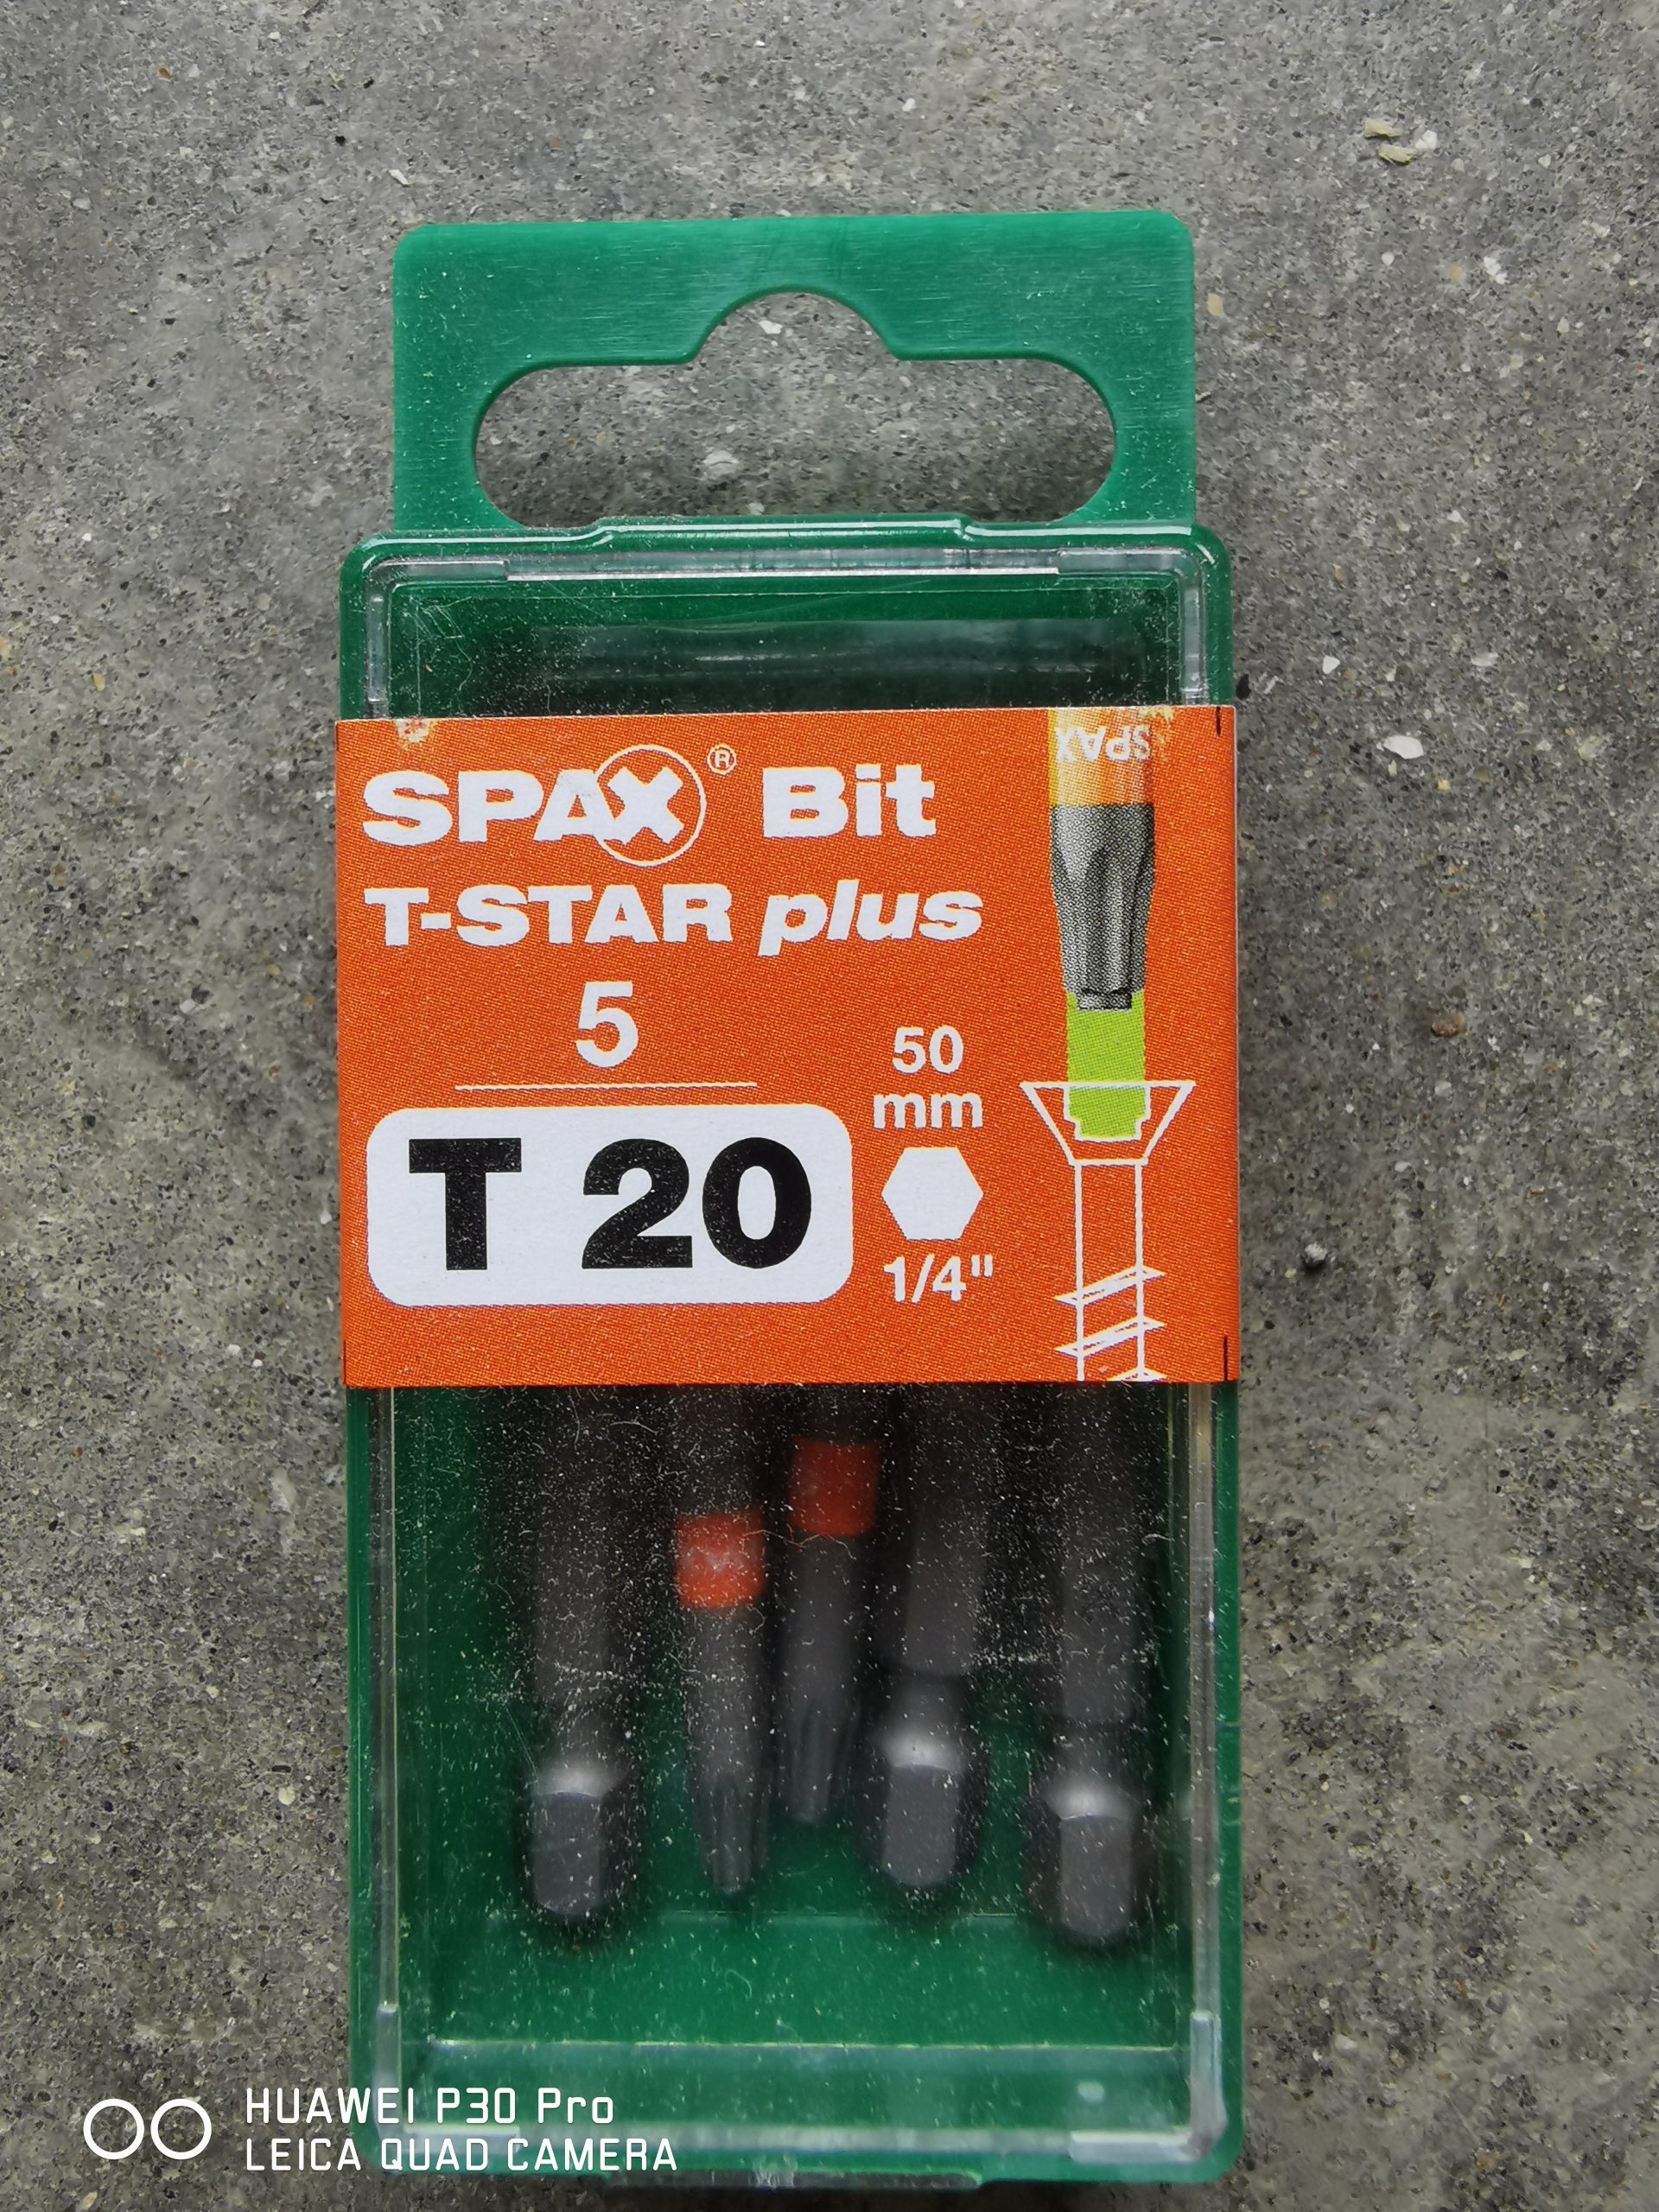 SPAX® Bit
T-STAR plus
5
T 20
50
mm
1/4"
SPAX
HUAWEI P30 Pro
LEICA QUAD CAMERA